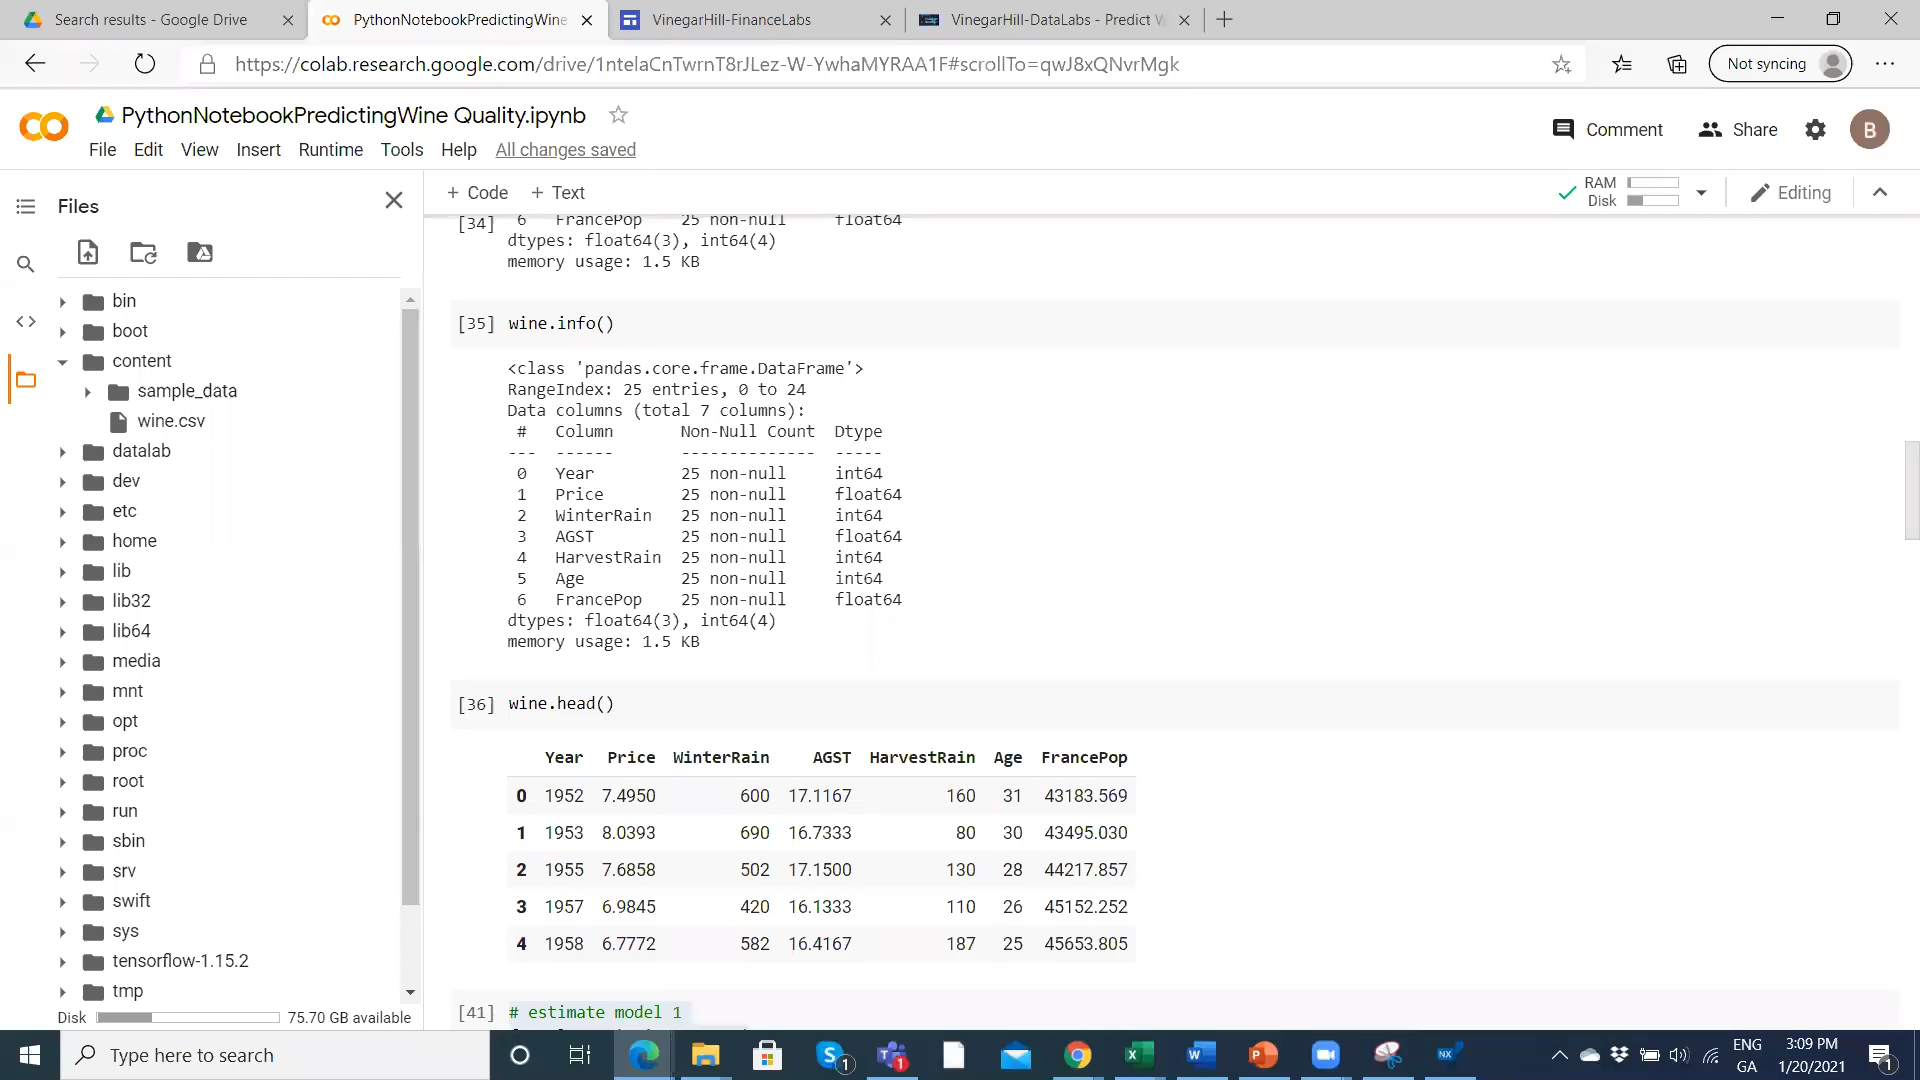 Search results - Google Drive
PythonNotebookPredictingWine
VinegarHill-FinanceLabs
VinegarHill-DataLabs - Predict W
https://colab.research.google.com/drive/1ntelaCnTwrnT8rJLez-W-YwhaMYRAA1F#scrollTo=qwJ8xQNvrMgk
Not syncing
PythonNotebookPredictingWine Quality.ipynb
Comment
Share
B
File Edit View Insert Runtime Tools Help All changes saved
Files
+ Code + Text
RAM
Disk
Editing
bin
boot
content
sample_data
wine.csv
datalab
dev
etc
home
lib
lib32
lib64
media
mnt
opt
proc
root
run
sbin
srv
swift
sys
tensorflow-1.15.2
tmp
Disk 75.70 GB available
[34] 6 FrancePop 25 non-null float64
dtypes: float64(3), int64(4)
memory usage: 1.5 KB
[35] wine.info()
<class 'pandas.core.frame.DataFrame'>
RangeIndex: 25 entries, 0 to 24
Data columns (total 7 columns):
# Column Non-Null Count Dtype
--- ------ -------------- -----
0 Year 25 non-null int64
1 Price 25 non-null float64
2 WinterRain 25 non-null int64
3 AGST 25 non-null float64
4 HarvestRain 25 non-null int64
5 Age 25 non-null int64
6 FrancePop 25 non-null float64
dtypes: float64(3), int64(4)
memory usage: 1.5 KB
[36] wine.head()
Year Price WinterRain AGST HarvestRain Age FrancePop
0 1952 7.4950 600 17.1167 160 31 43183.569
1 1953 8.0393 690 16.7333 80 30 43495.030
2 1955 7.6858 502 17.1500 130 28 44217.857
3 1957 6.9845 420 16.1333 110 26 45152.252
4 1958 6.7772 582 16.4167 187 25 45653.805
[41] # estimate model 1
Type here to search
1
1
NX
ENG
GA
3:09 PM
1/20/2021
1